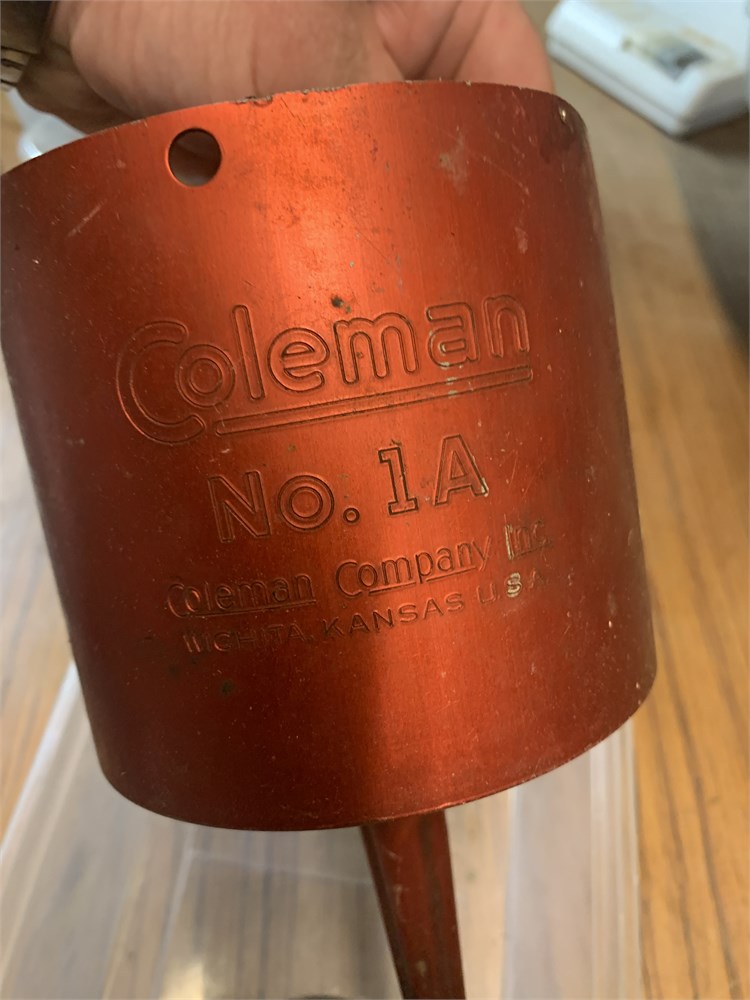 Coleman
No. 1A
Coleman Company Inc.
WICHITA, KANSAS U.S.A.